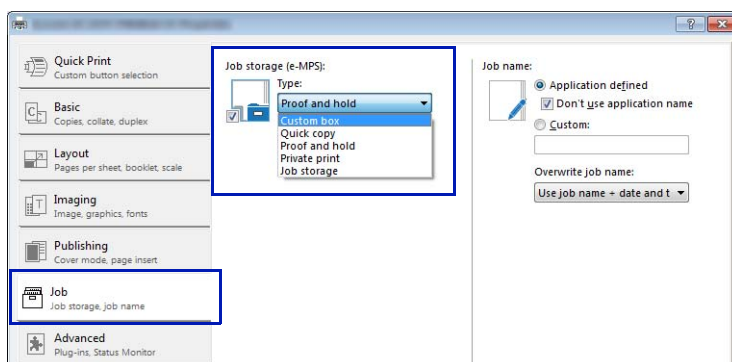 Quick Print
Custom button selection
Basic
Copies, collate, duplex
Layout
Pages per sheet, booklet, scale
Imaging
Image, graphics, fonts
Publishing
Cover mode, page insert
Job
Job storage, job name
Advanced
Plug-ins, Status Monitor
Job storage (e-MPS):
Type:
Proof and hold
Custom box
Quick copy
Proof and hold
Private print
Job storage
Job name:
Application defined
Don't use application name
Custom:
Overwrite job name:
Use job name + date and t